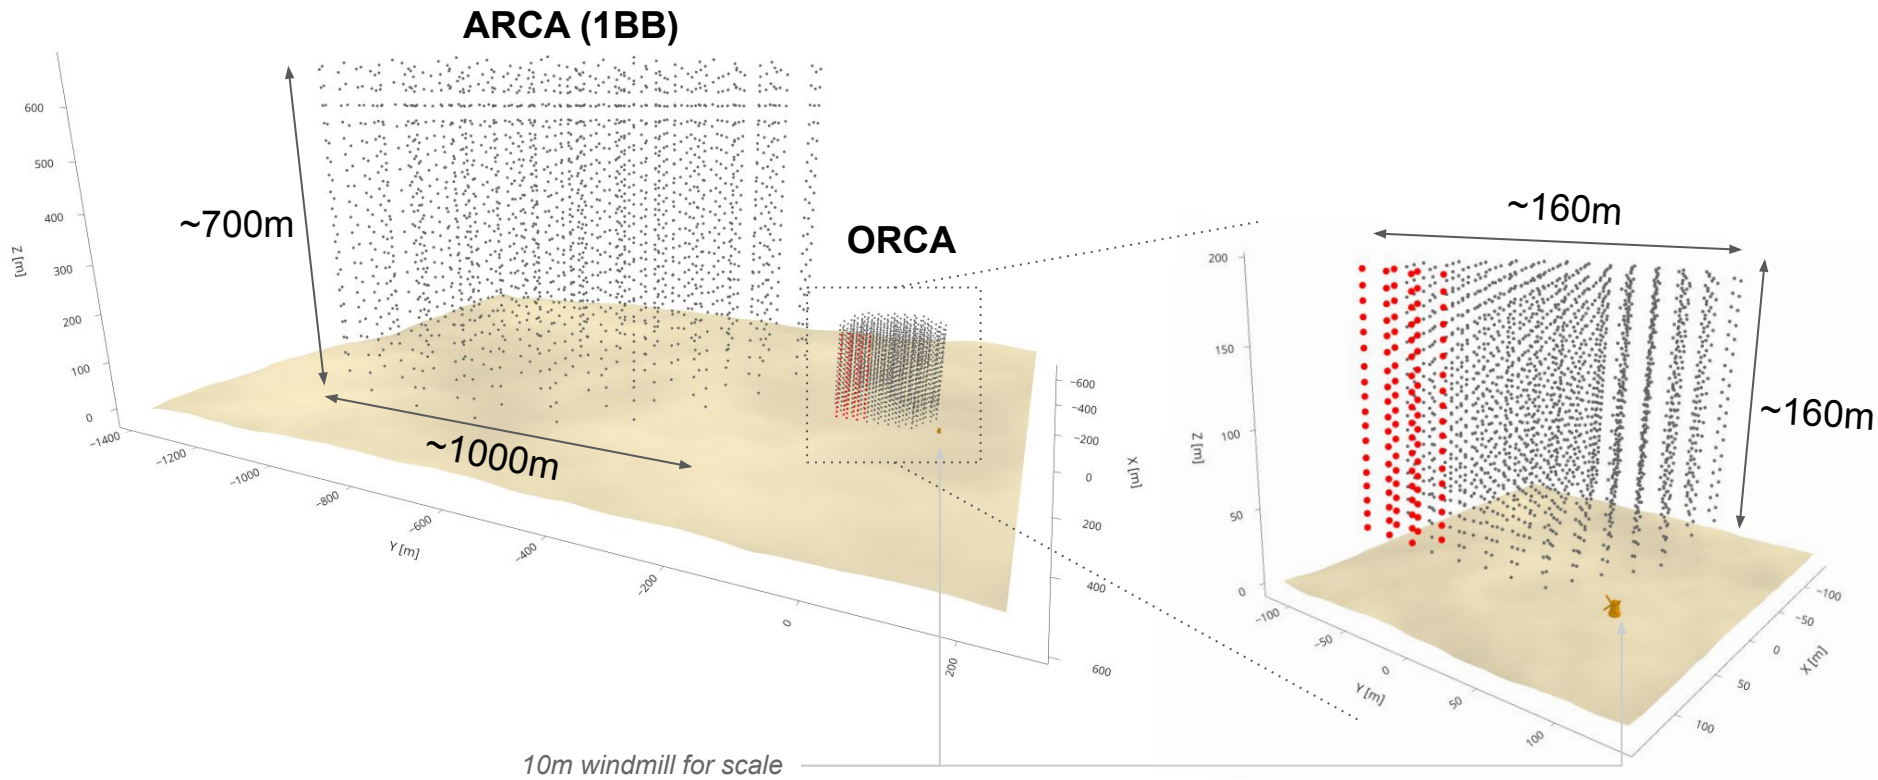 ARCA (1BB)
600
500
400
300
200
100
0
Z [m]
~700m
~1000m
−1400
−1200
−1000
−800
−600
−400
−200
0
200
Y [m]
−600
−400
−200
0
200
400
600
X [m]
ORCA
~160m
~160m
200
150
100
50
0
Z [m]
−100
−50
0
50
100
Y [m]
−100
−50
0
50
100
X [m]
10m windmill for scale